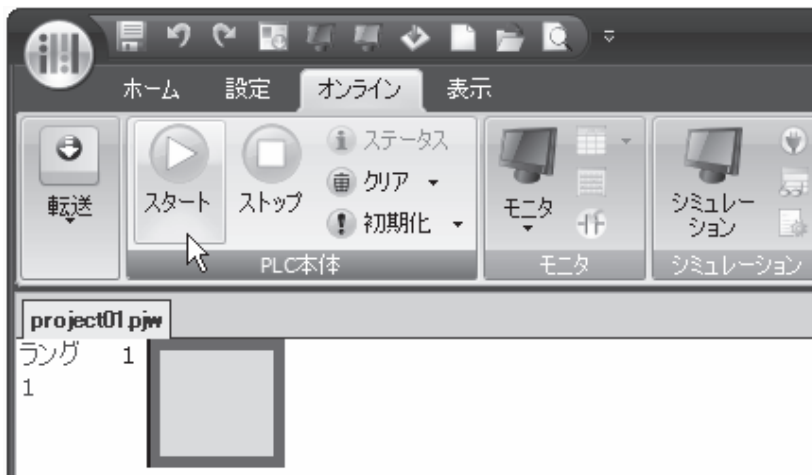 ホーム 設定 オンライン 表示
転送
スタート
ストップ
ステータス
クリア
初期化
PLC本体
モニタ
モニタ
シミュレー
ション
シミュレーション
project01.pjw
ラング 1
1